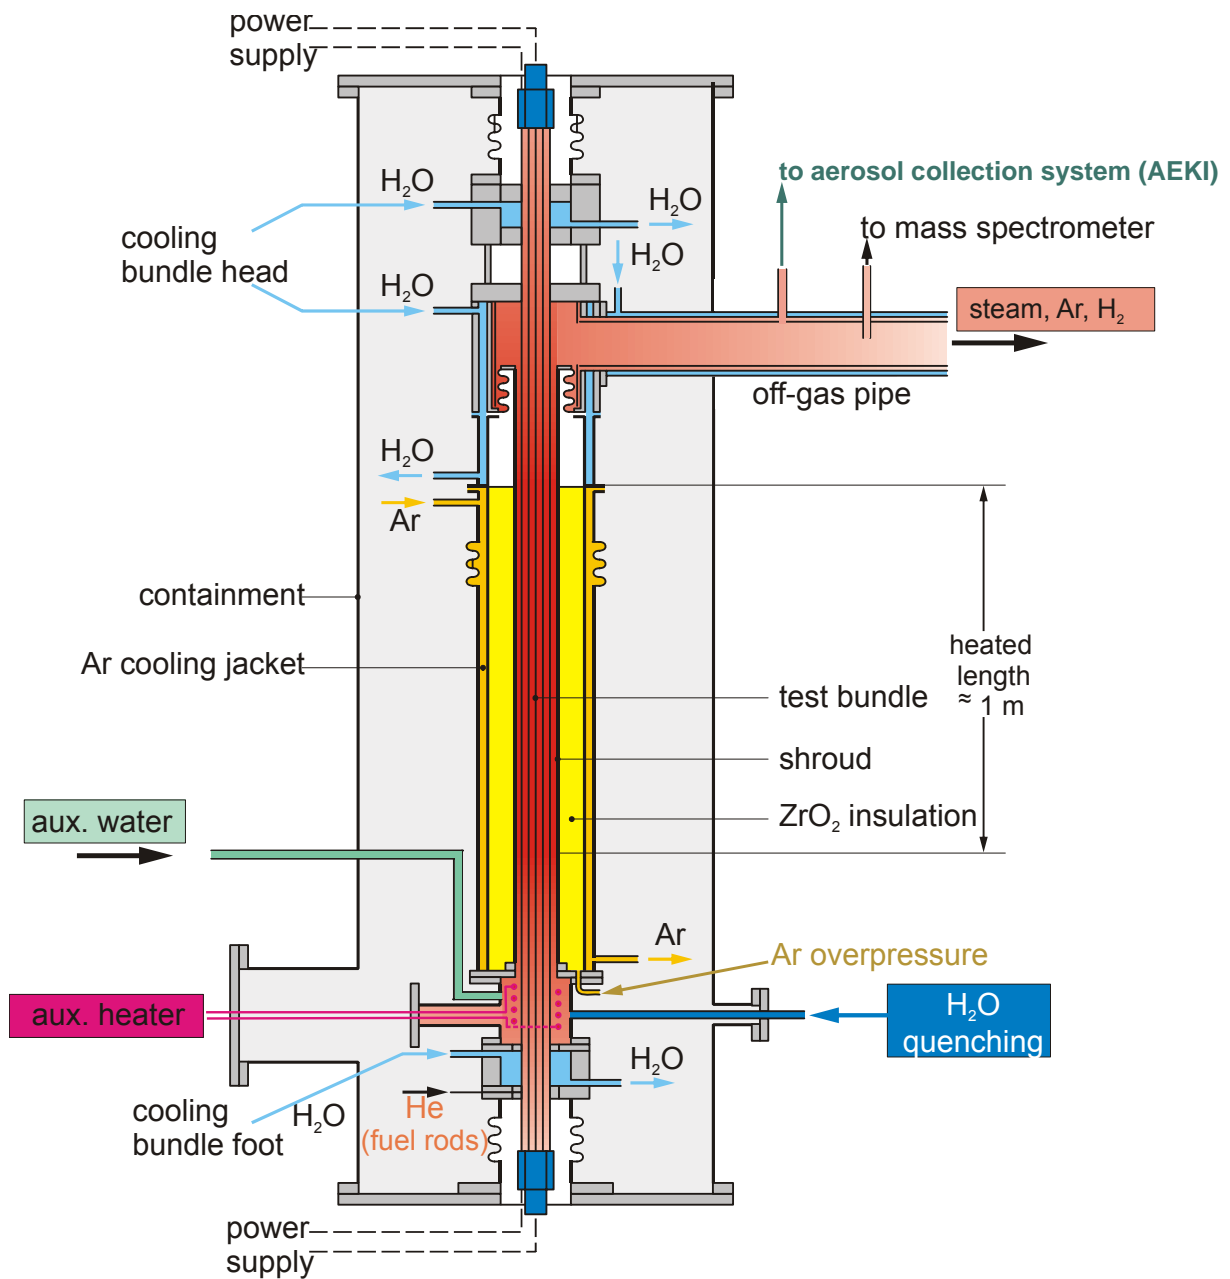 power
supply
to aerosol collection system (AEKI)
H₂O
H₂O
to mass spectrometer
cooling
bundle head
H₂O
H₂O
steam, Ar, H₂
off-gas pipe
H₂O
Ar
containment
heated
length
≈ 1 m
Ar cooling jacket
test bundle
shroud
aux. water
ZrO₂ insulation
Ar
Ar overpressure
aux. heater
H₂O
quenching
H₂O
cooling
bundle foot
H₂O
He
(fuel rods)
power
supply